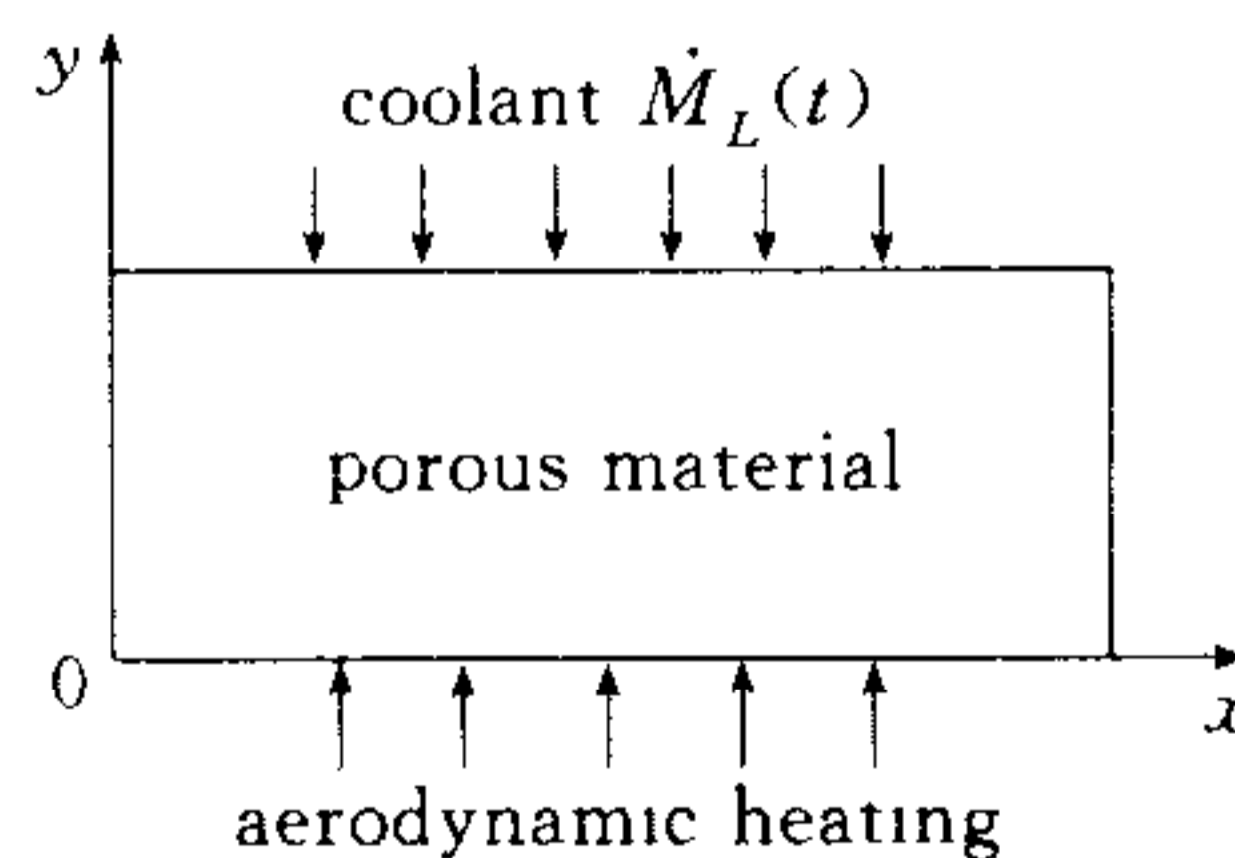 y
coolant Ṁ_L(t)
porous material
0
x
aerodynamic heating